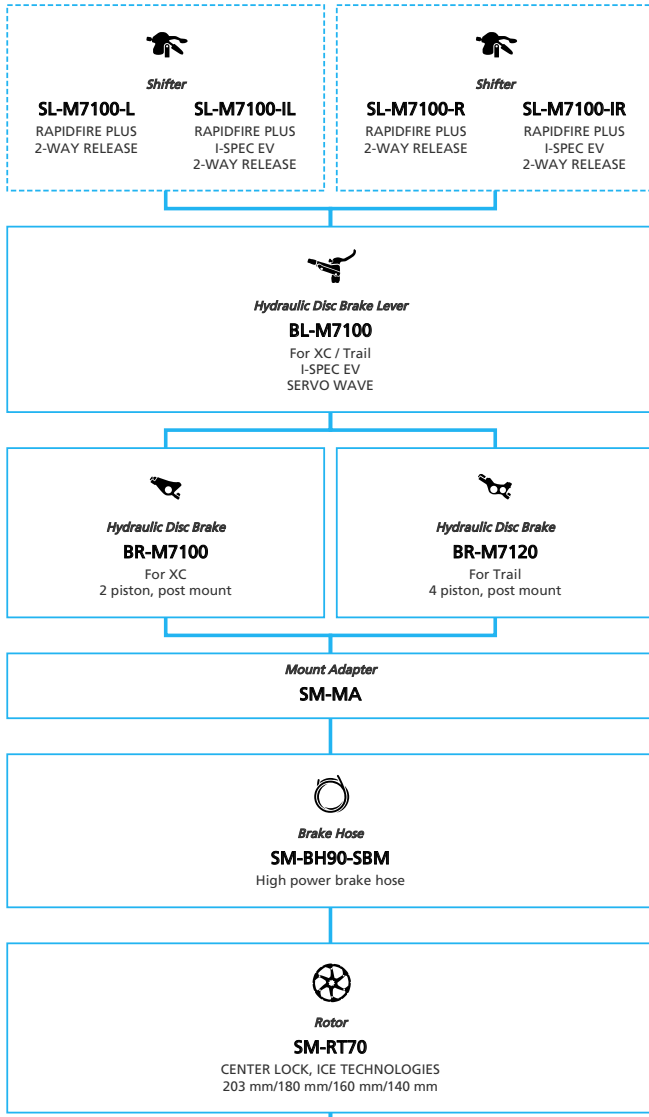 Shifter
SL-M7100-L
RAPIDFIRE PLUS
2-WAY RELEASE
SL-M7100-IL
RAPIDFIRE PLUS
I-SPEC EV
2-WAY RELEASE
Shifter
SL-M7100-R
RAPIDFIRE PLUS
2-WAY RELEASE
SL-M7100-IR
RAPIDFIRE PLUS
I-SPEC EV
2-WAY RELEASE
Hydraulic Disc Brake Lever
BL-M7100
For XC / Trail
I-SPEC EV
SERVO WAVE
Hydraulic Disc Brake
BR-M7100
For XC
2 piston, post mount
Hydraulic Disc Brake
BR-M7120
For Trail
4 piston, post mount
Mount Adapter
SM-MA
Brake Hose
SM-BH90-SBM
High power brake hose
Rotor
SM-RT70
CENTER LOCK, ICE TECHNOLOGIES
203 mm/180 mm/160 mm/140 mm